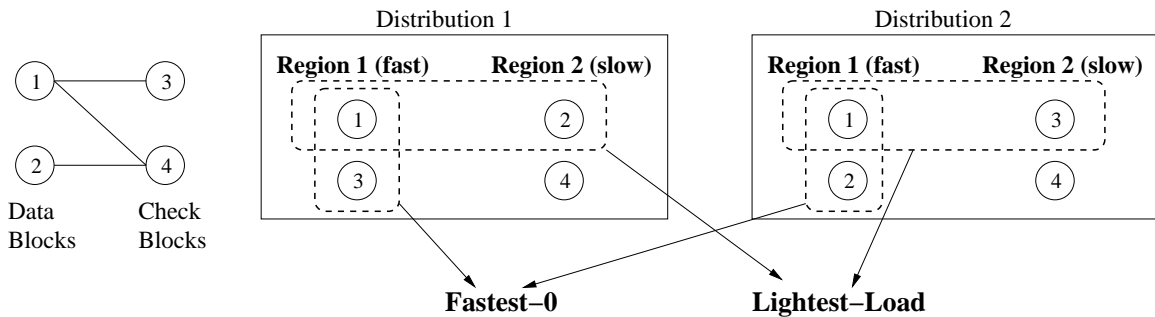 Distribution 1
Distribution 2
Region 1 (fast) Region 2 (slow)
Region 1 (fast) Region 2 (slow)
1 3
2 4
Data Blocks
Check Blocks
1 2
3 4
1 3
2 4
Fastest–0
Lightest–Load